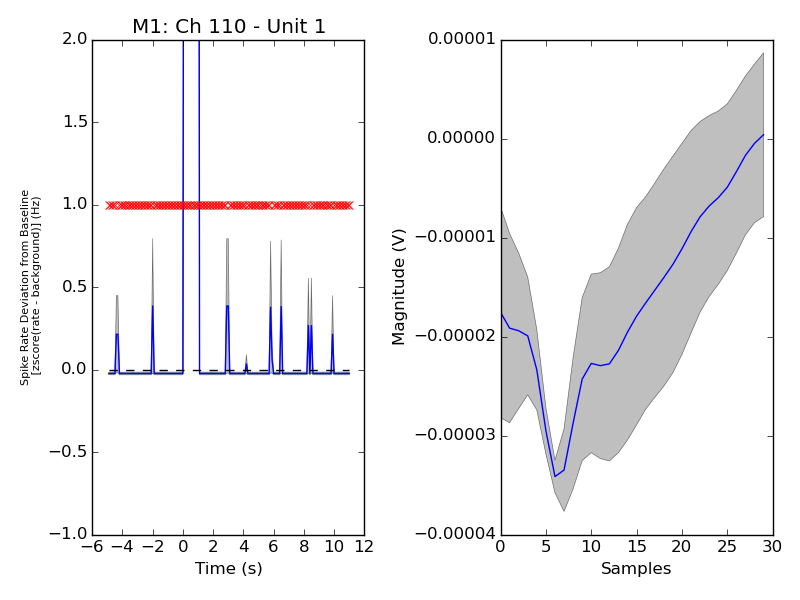 M1: Ch 110 - Unit 1
2.0
1.5
1.0
0.5
0.0
−0.5
−1.0
−6 −4 −2 0 2 4 6 8 10 12
Time (s)
Spike Rate Deviation from Baseline
[zscore(rate - background)] (Hz)
0.00001
0.00000
−0.00001
−0.00002
−0.00003
−0.00004
0 5 10 15 20 25 30
Samples
Magnitude (V)